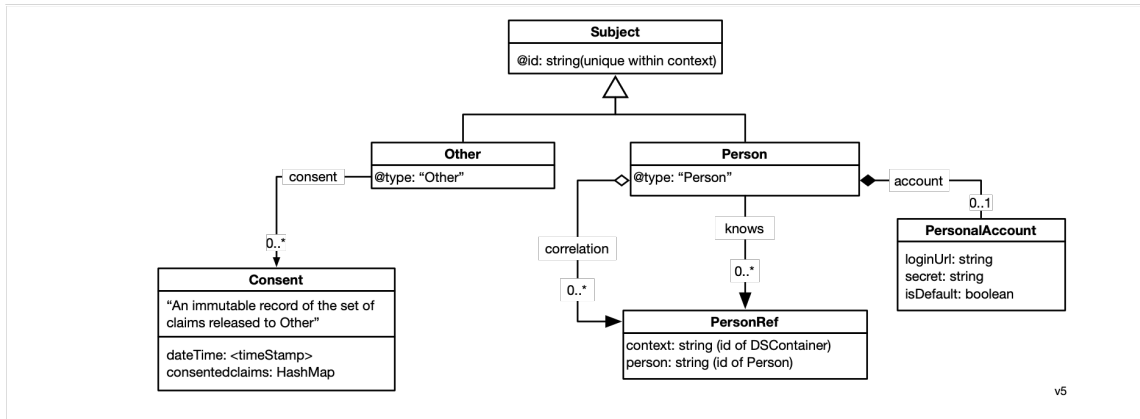 Subject
@id: string(unique within context)
Other
@type: “Other”
Person
@type: “Person”
consent
account
0..1
knows
PersonalAccount
loginUrl: string
secret: string
isDefault: boolean
correlation
0..*
0..*
0..*
Consent
“An immutable record of the set of
claims released to Other”
dateTime: <timeStamp>
consentedclaims: HashMap
PersonRef
context: string (id of DSContainer)
person: string (id of Person)
v5